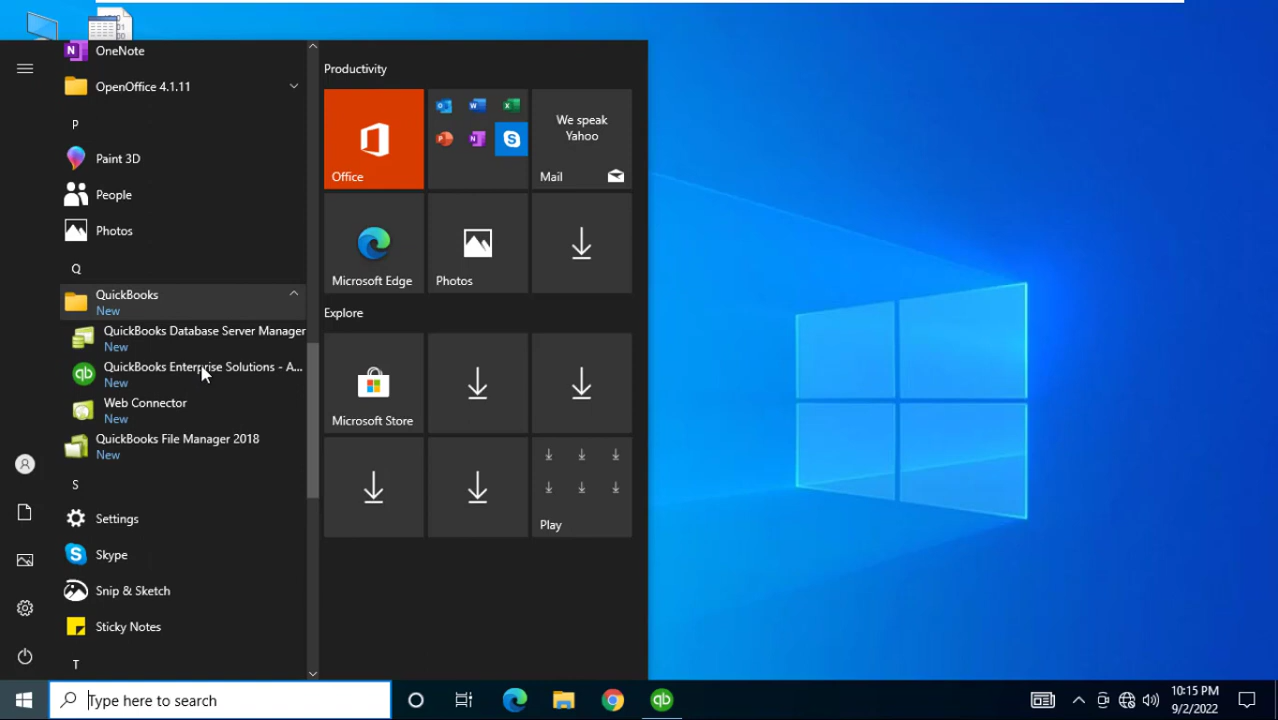 OneNote
OpenOffice 4.1.11
P
Paint 3D
People
Photos
Q
QuickBooks
New
QuickBooks Database Server Manager
New
QuickBooks Enterprise Solutions - A...
New
Web Connector
New
QuickBooks File Manager 2018
New
S
Settings
Skype
Snip & Sketch
Sticky Notes
T
Productivity
Office
We speak
Yahoo
Mail
Microsoft Edge
Photos
Explore
Microsoft Store
Play
Type here to search
10:15 PM
9/2/2022